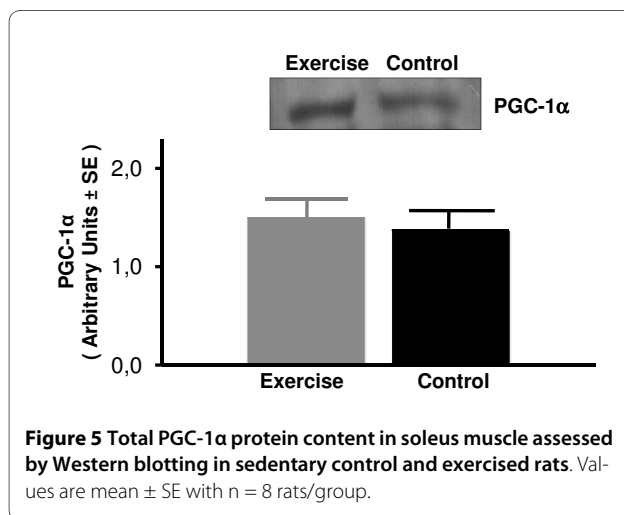 Exercise Control
PGC-1α
2,0
1,0
0,0
PGC-1α
( Arbitrary Units ± SE )
Exercise Control
Figure 5 Total PGC-1α protein content in soleus muscle assessed
by Western blotting in sedentary control and exercised rats. Val-
ues are mean ± SE with n = 8 rats/group.